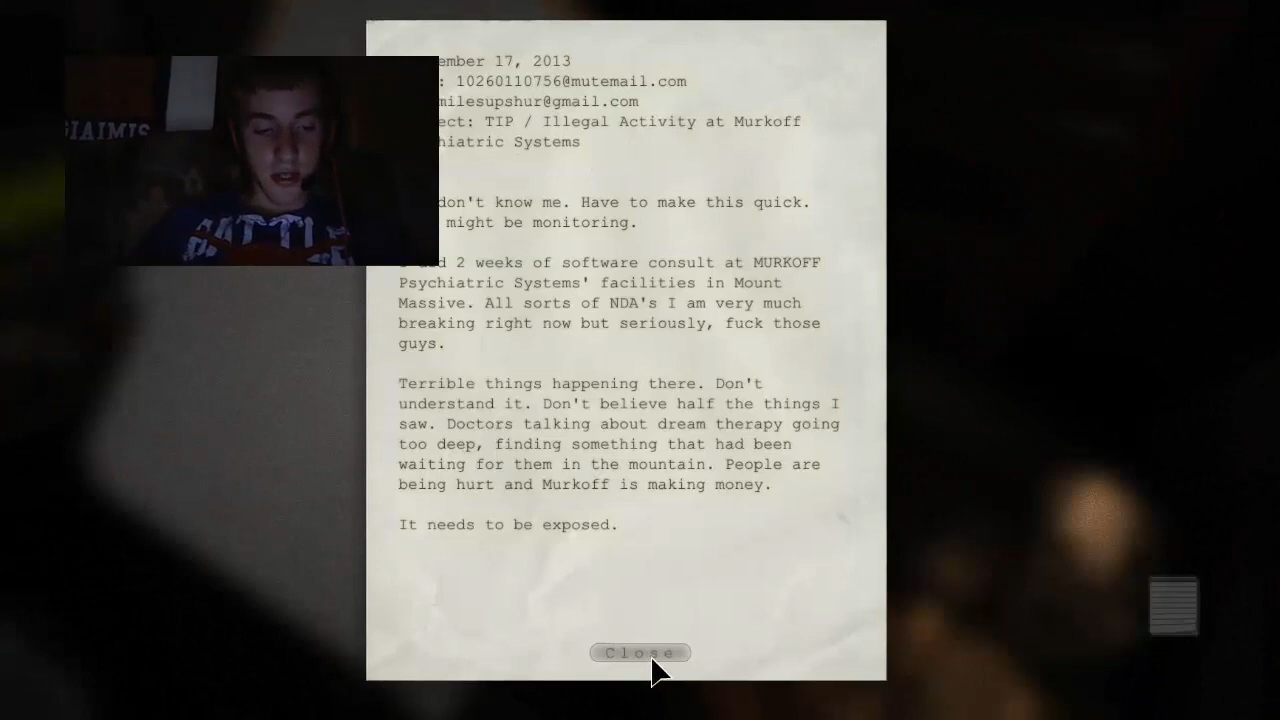 ember 17, 2013
: 10260110756@mutemail.com
milesupshur@gmail.com
ect: TIP / Illegal Activity at Murkoff
hiatric Systems
don't know me. Have to make this quick.
might be monitoring.
2 weeks of software consult at MURKOFF
Psychiatric Systems' facilities in Mount
Massive. All sorts of NDA's I am very much
breaking right now but seriously, fuck those
guys.
Terrible things happening there. Don't
understand it. Don't believe half the things I
saw. Doctors talking about dream therapy going
too deep, finding something that had been
waiting for them in the mountain. People are
being hurt and Murkoff is making money.
It needs to be exposed.
Close
GIAIMIS
BATTLE